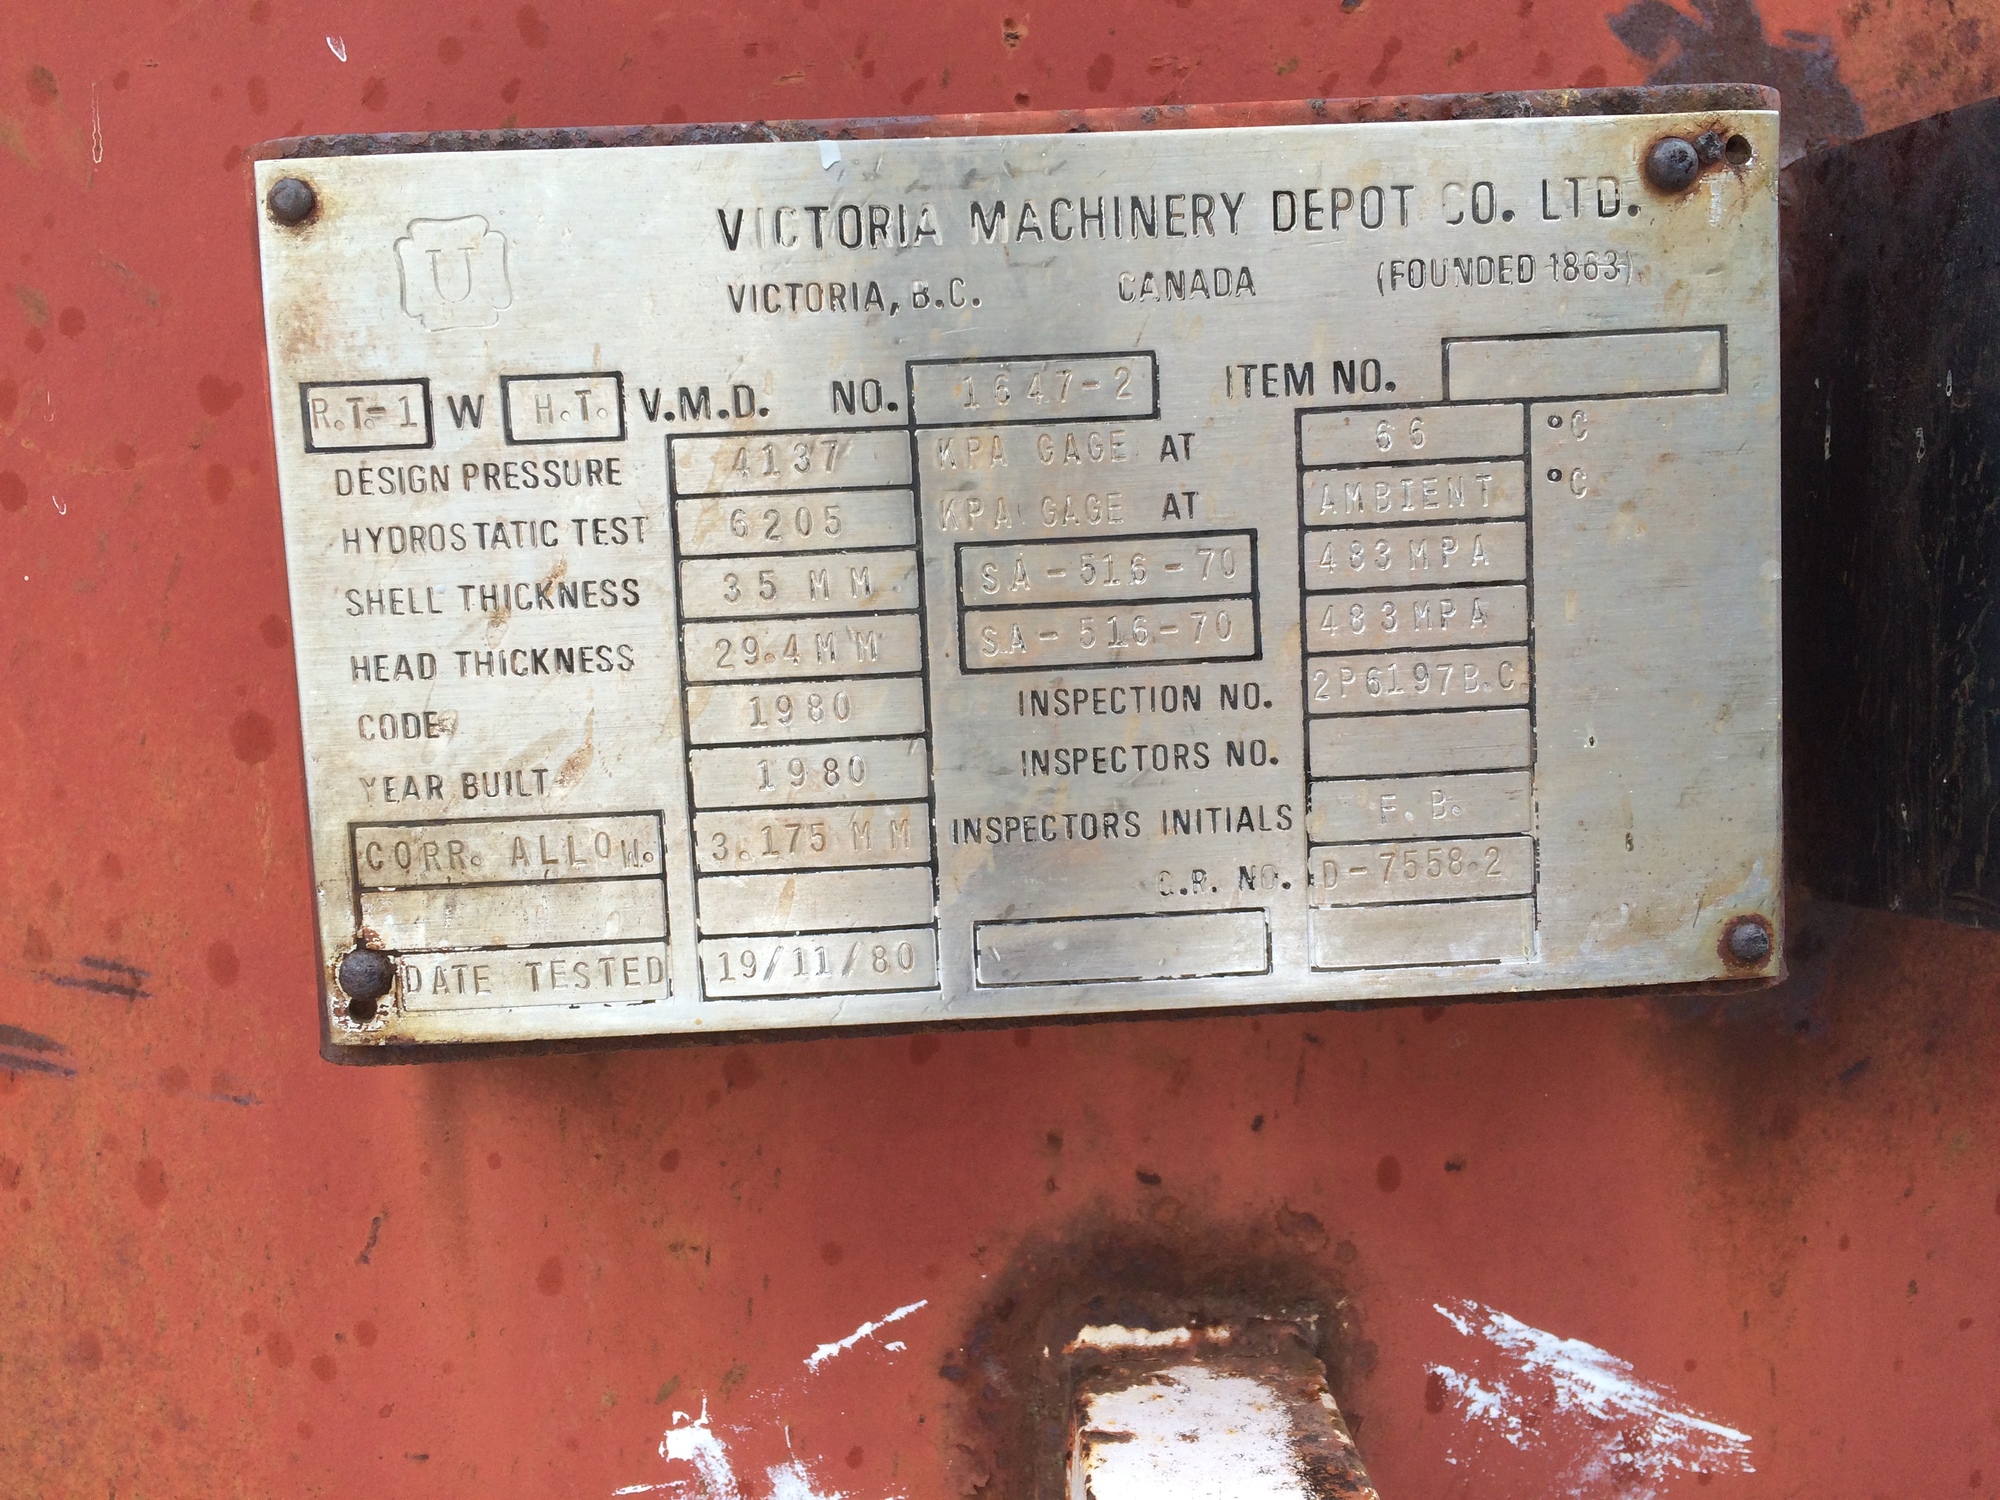 U
VICTORIA MACHINERY DEPOT CO. LTD.
VICTORIA, B.C. CANADA (FOUNDED 1863)
R.T-1 W H.T. V.M.D. NO. 1647-2 ITEM NO.
DESIGN PRESSURE 4137 KPA GAGE AT 66 °C
HYDROSTATIC TEST 6205 KPA GAGE AT AMBIENT °C
SHELL THICKNESS 35 MM SA-516-70 483 MPA
HEAD THICKNESS 29.4 MM SA-516-70 483 MPA
CODE 1980 INSPECTION NO. 2P6197B.C.
YEAR BUILT 1980 INSPECTORS NO.
CORR. ALLOW. 3.175 MM INSPECTORS INITIALS F.B.
C.R. NO. D-7558.2
DATE TESTED 19/11/80